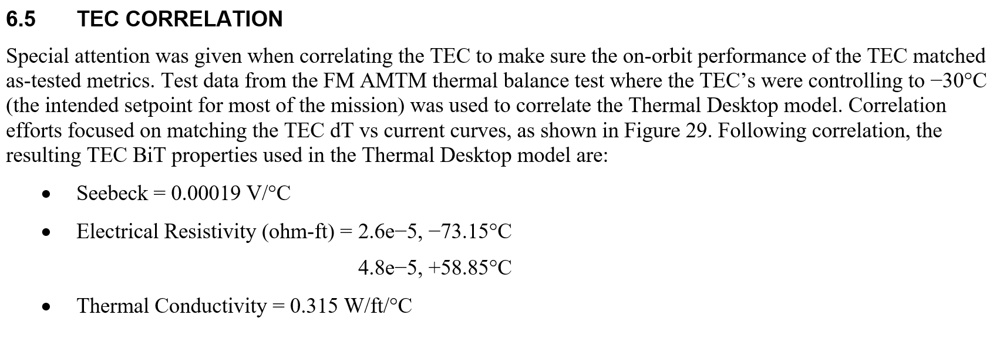 6.5 TEC CORRELATION
Special attention was given when correlating the TEC to make sure the on-orbit performance of the TEC matched
as-tested metrics. Test data from the FM AMTM thermal balance test where the TEC’s were controlling to −30°C
(the intended setpoint for most of the mission) was used to correlate the Thermal Desktop model. Correlation
efforts focused on matching the TEC dT vs current curves, as shown in Figure 29. Following correlation, the
resulting TEC BiT properties used in the Thermal Desktop model are:
• Seebeck = 0.00019 V/°C
• Electrical Resistivity (ohm-ft) = 2.6e−5, −73.15°C
4.8e−5, +58.85°C
• Thermal Conductivity = 0.315 W/ft/°C